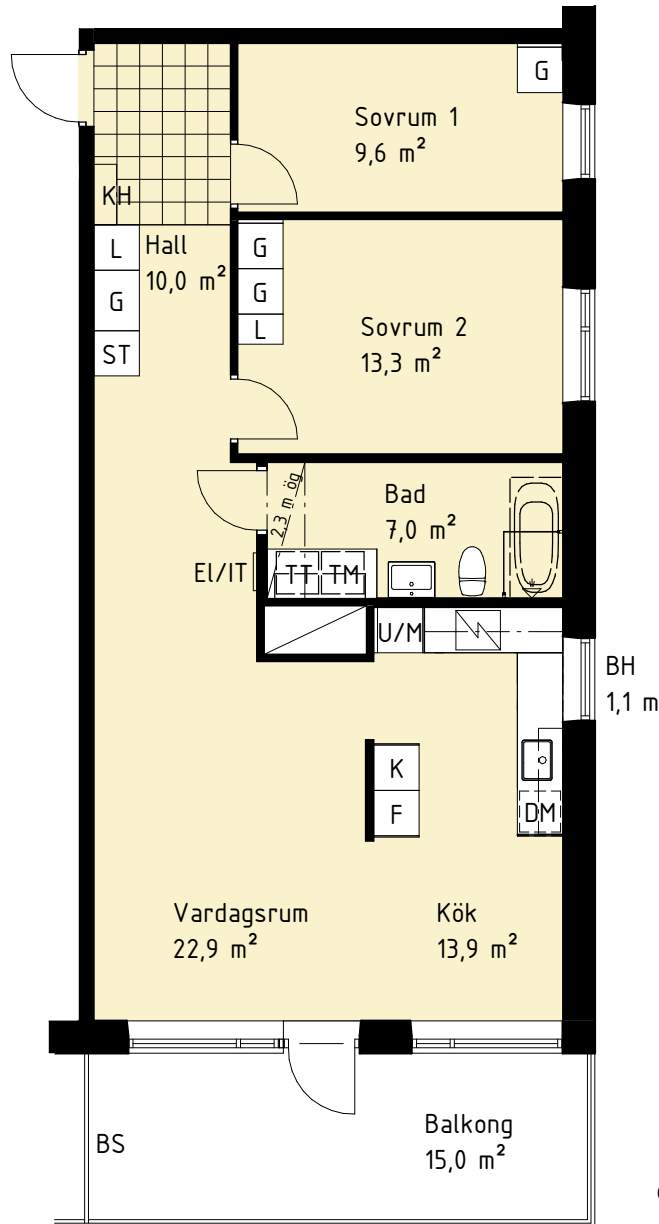 G
Sovrum 1
9,6 m²
KH
L
Hall
10,0 m²
G
ST
G
G
L
Sovrum 2
13,3 m²
Bad
7,0 m²
2,3 m ög
El/IT
TT
TM
U/M
BH
1,1 m
K
F
DM
Vardagsrum
22,9 m²
Kök
13,9 m²
BS
Balkong
15,0 m²